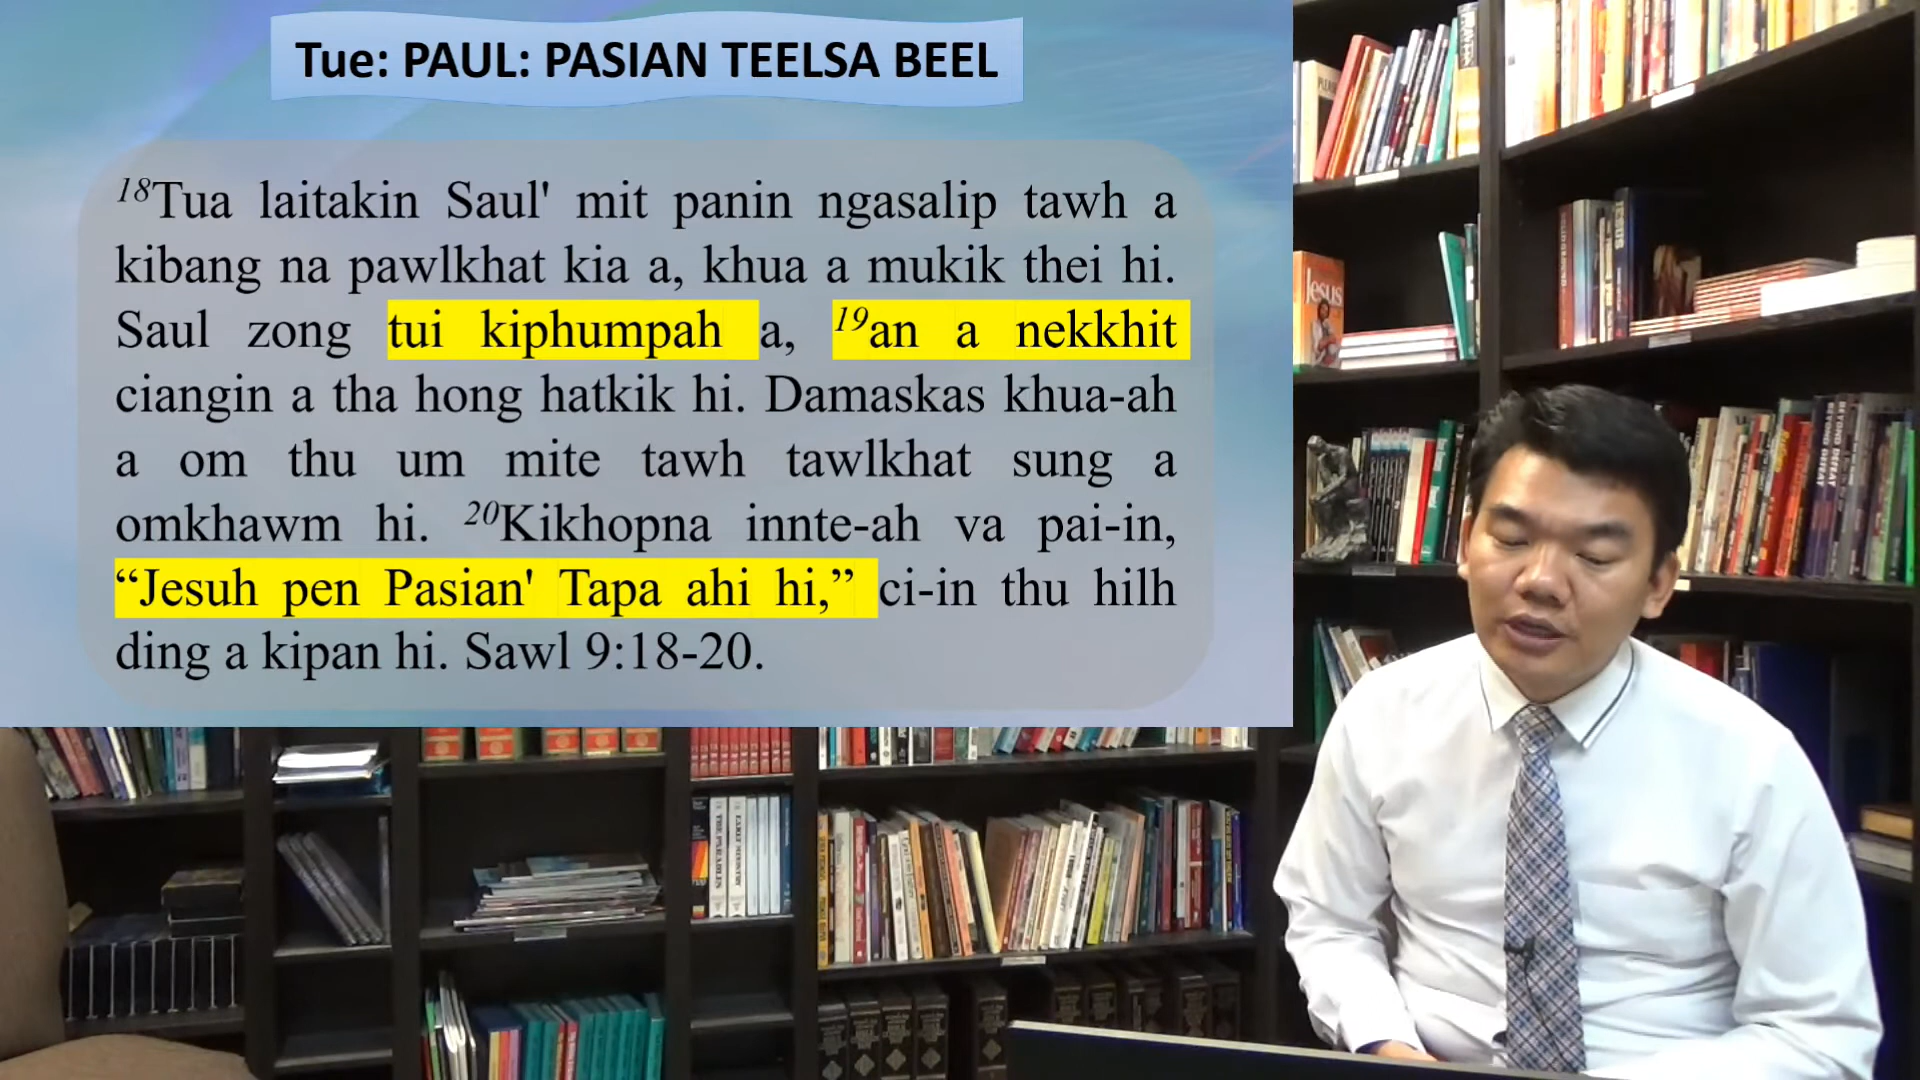 Tue: PAUL: PASIAN TEELSA BEEL
18Tua laitakin Saul' mit panin ngasalip tawh a
kibang na pawlkhat kia a, khua a mukik thei hi.
Saul zong tui kiphumpah a, 19an a nekkhit
ciangin a tha hong hatkik hi. Damaskas khua-ah
a om thu um mite tawh tawlkhat sung a
omkhawm hi. 20Kikhopna innte-ah va pai-in,
“Jesuh pen Pasian' Tapa ahi hi,” ci-in thu hilh
ding a kipan hi. Sawl 9:18-20.
Jesus